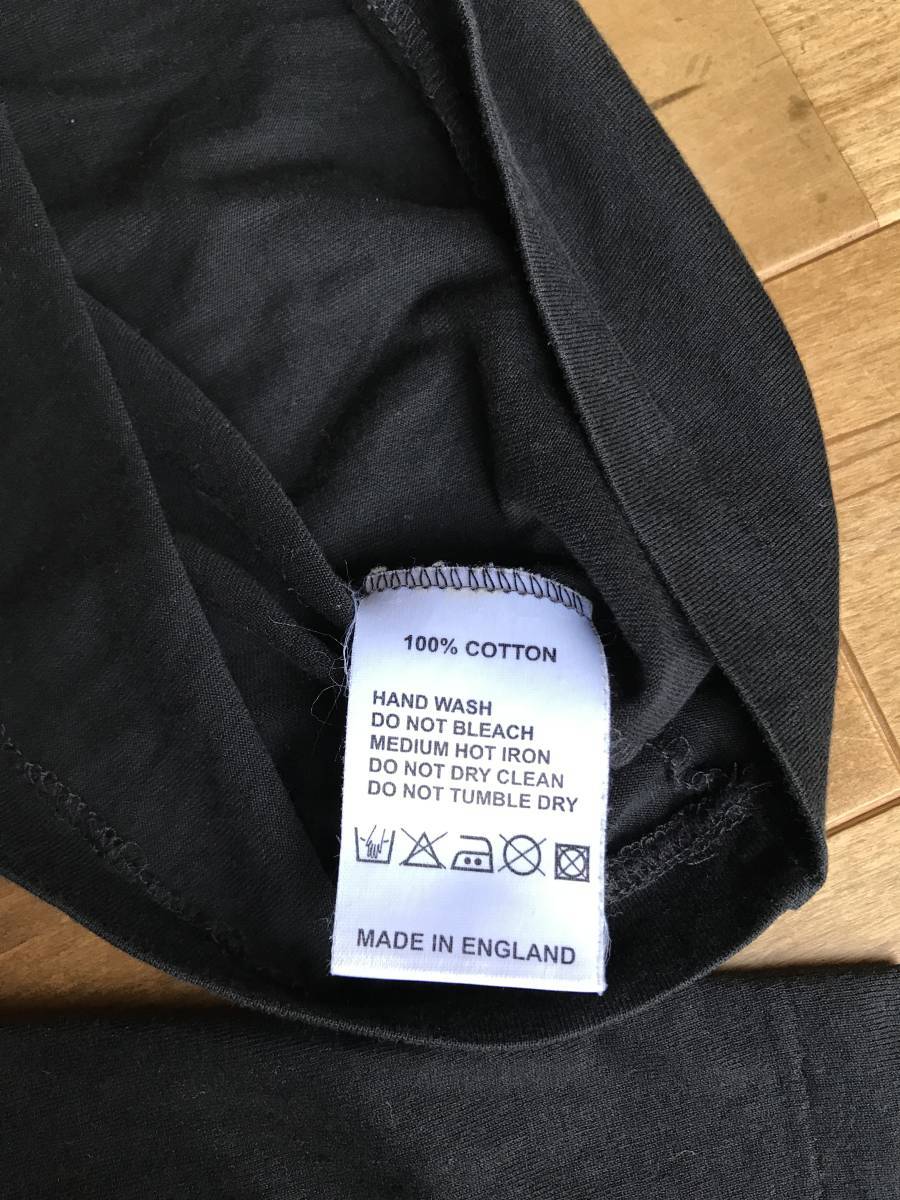 100% COTTON
HAND WASH
DO NOT BLEACH
MEDIUM HOT IRON
DO NOT DRY CLEAN
DO NOT TUMBLE DRY
MADE IN ENGLAND